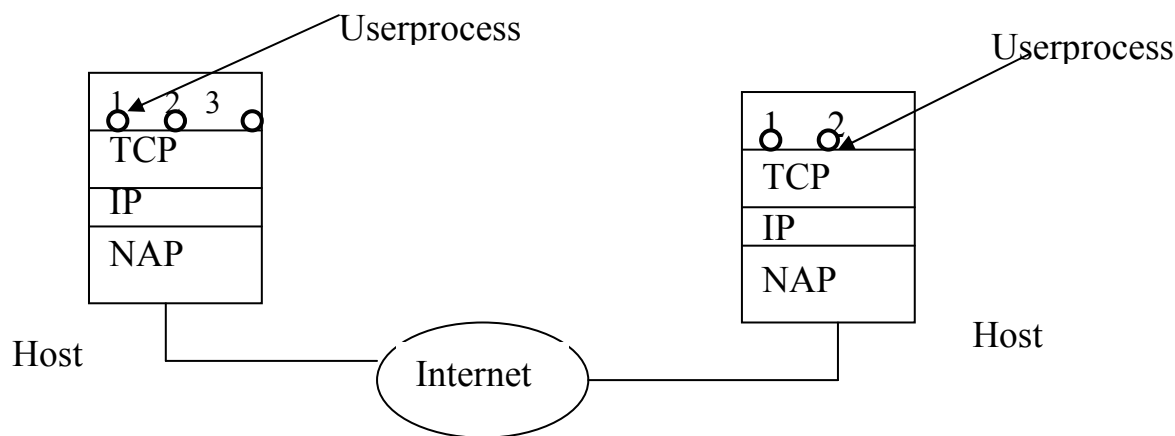 Userprocess
Userprocess
1 2 3
TCP
IP
NAP
1 2
TCP
IP
NAP
Host
Internet
Host